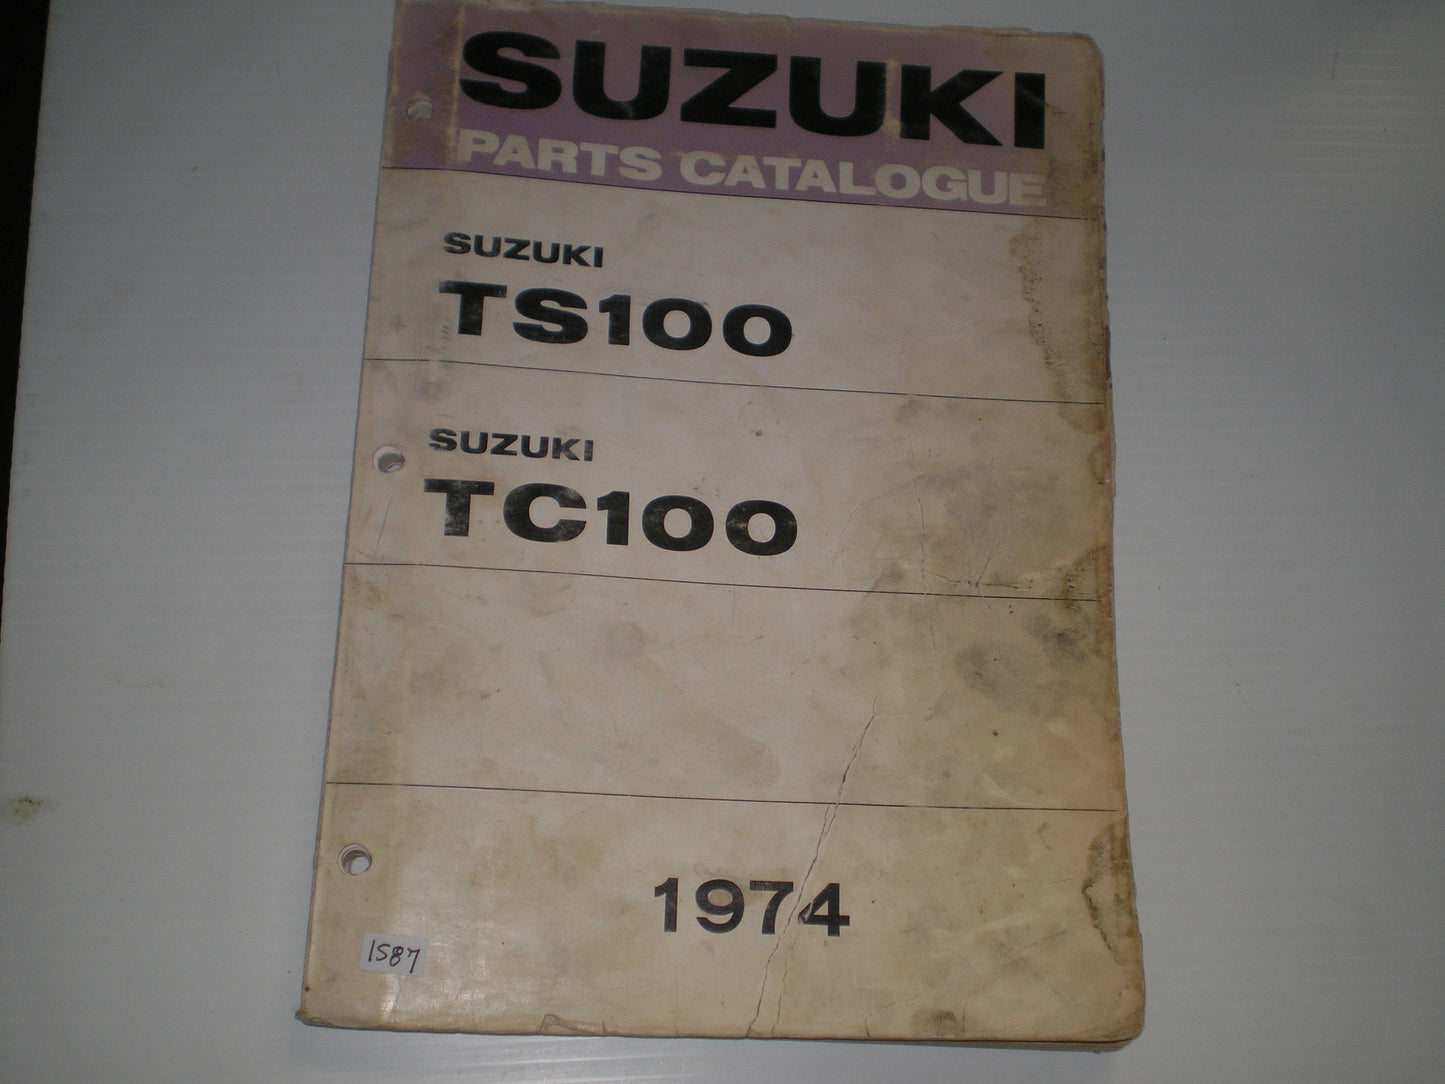 SUZUKI
PARTS CATALOGUE
SUZUKI
TS100
SUZUKI
TC100
1974
1587